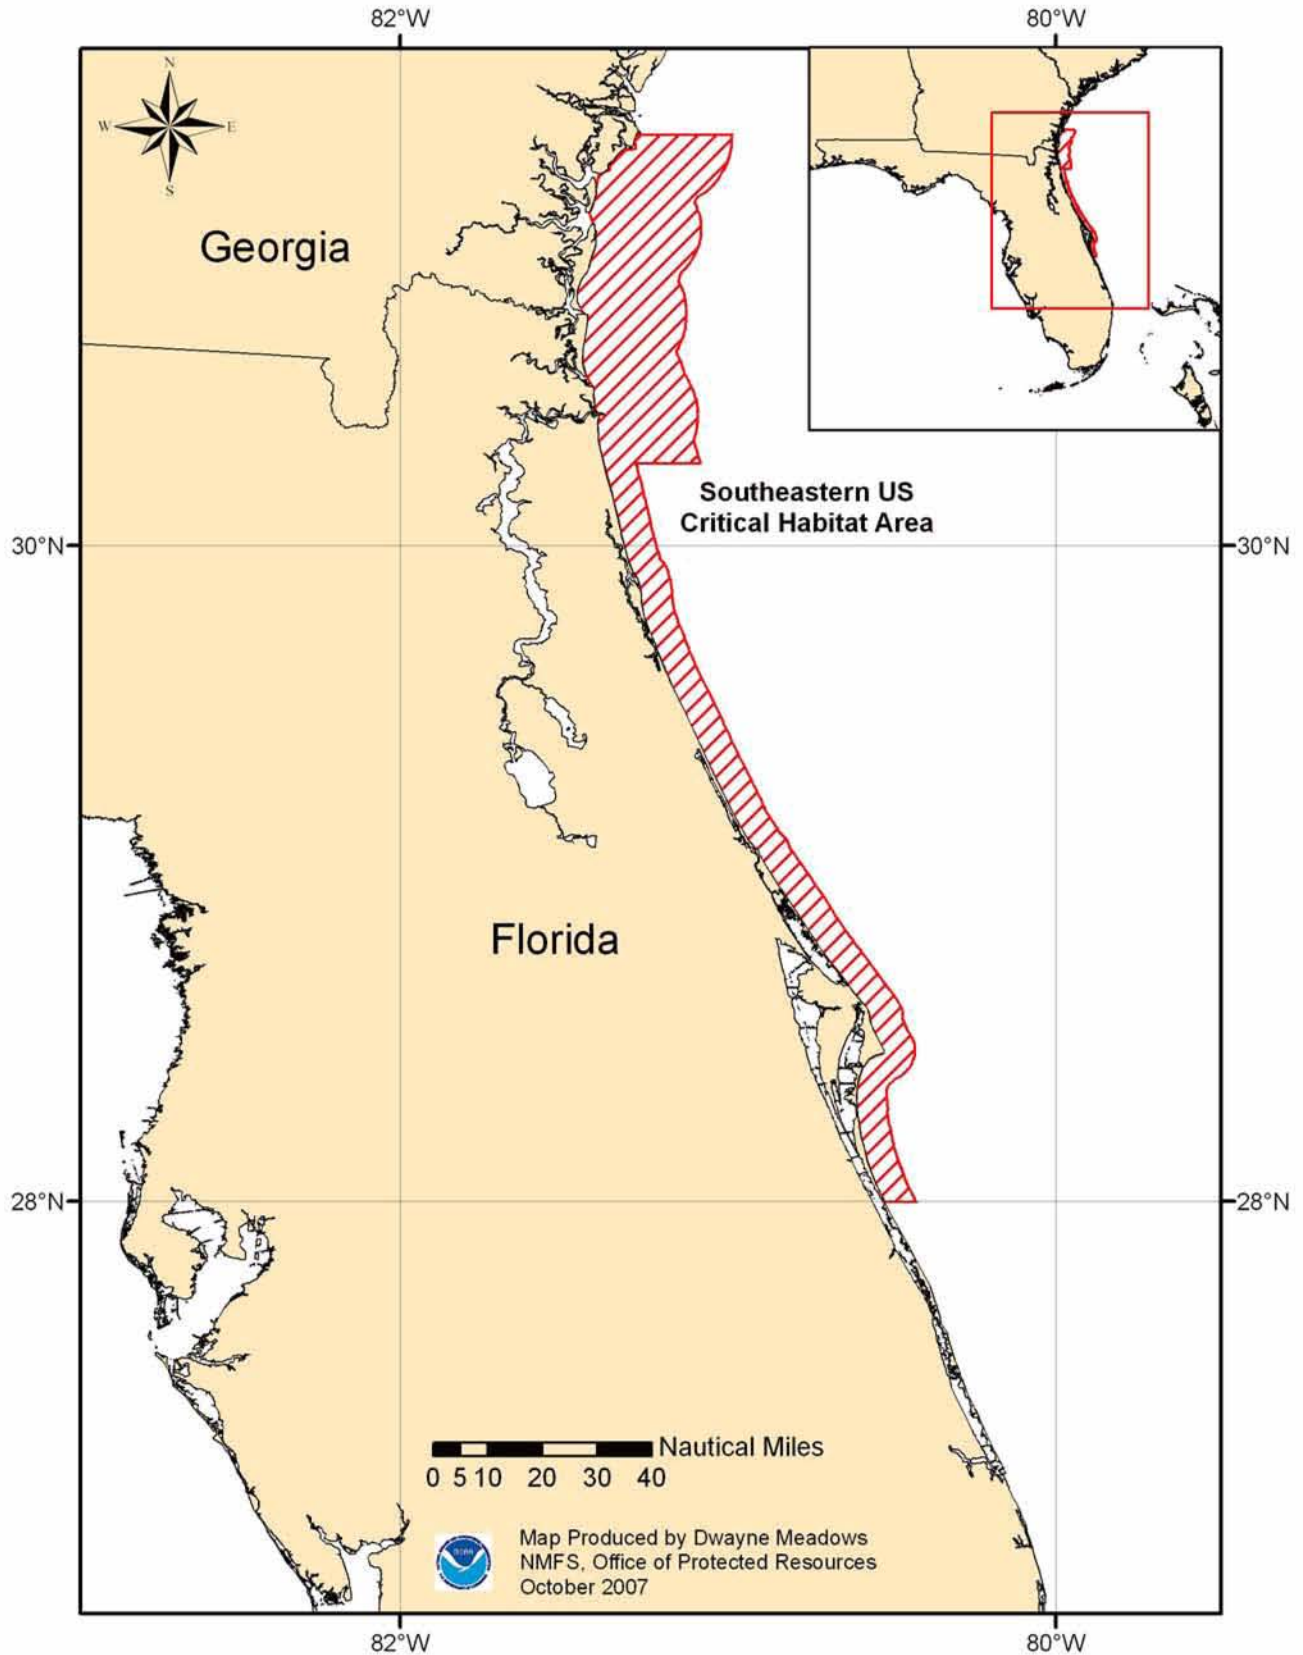 82°W
80°W
N
W
E
S
Georgia
Southeastern US
Critical Habitat Area
30°N
30°N
Florida
28°N
28°N
Nautical Miles
0 5 10 20 30 40
NOAA
Map Produced by Dwayne Meadows
NMFS, Office of Protected Resources
October 2007
82°W
80°W